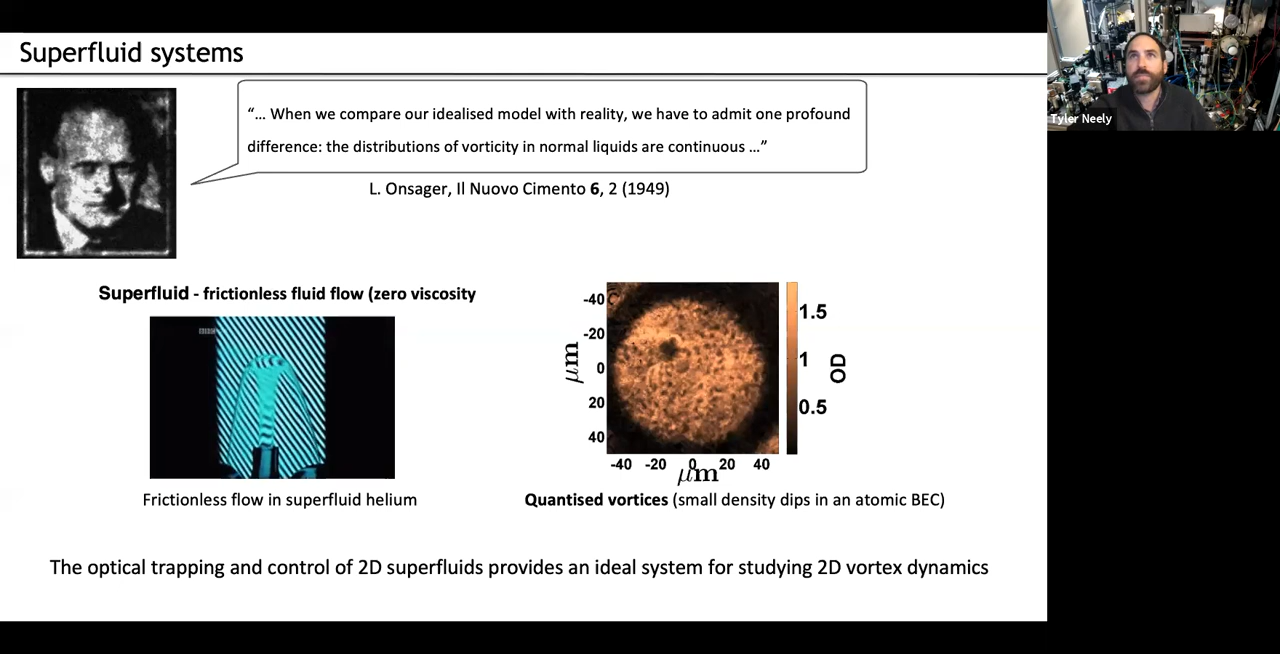 Superfluid systems
Tyler Neely
“... When we compare our idealised model with reality, we have to admit one profound
difference: the distributions of vorticity in normal liquids are continuous ...”
L. Onsager, Il Nuovo Cimento 6, 2 (1949)
Superfluid - frictionless fluid flow (zero viscosity
BBC
-40
-20
0
20
40
μm
-40 -20 0 20 40
μm
1.5
1
0.5
OD
Frictionless flow in superfluid helium
Quantised vortices (small density dips in an atomic BEC)
The optical trapping and control of 2D superfluids provides an ideal system for studying 2D vortex dynamics